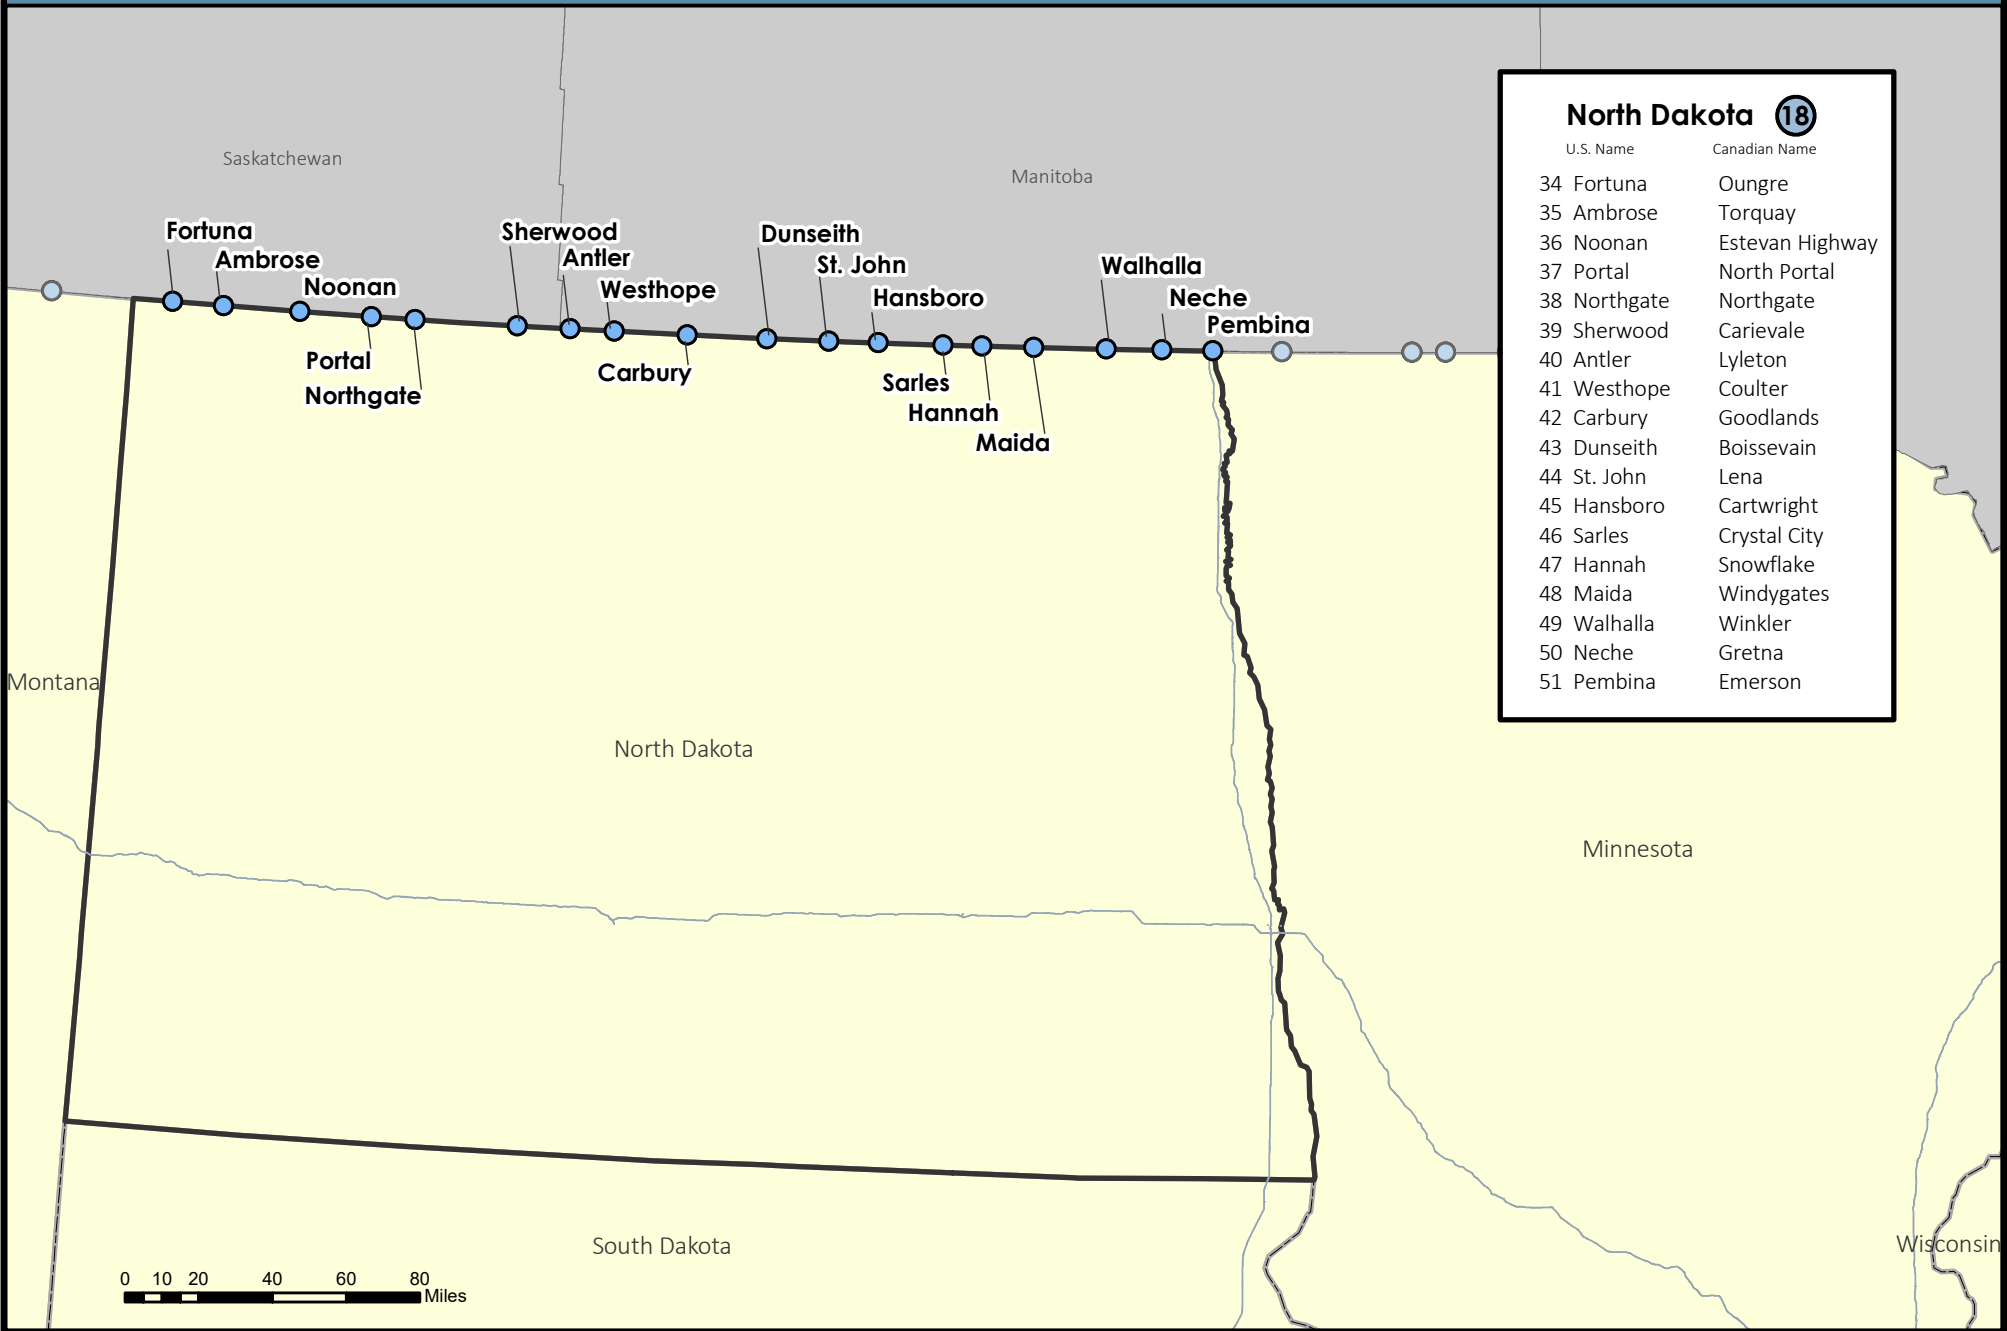 North Dakota 18
U.S. Name Canadian Name
34 Fortuna Oungre
35 Ambrose Torquay
36 Noonan Estevan Highway
37 Portal North Portal
38 Northgate Northgate
39 Sherwood Carievale
40 Antler Lyleton
41 Westhope Coulter
42 Carbury Goodlands
43 Dunseith Boissevain
44 St. John Lena
45 Hansboro Cartwright
46 Sarles Crystal City
47 Hannah Snowflake
48 Maida Windygates
49 Walhalla Winkler
50 Neche Gretna
51 Pembina Emerson
Saskatchewan
Manitoba
Fortuna
Ambrose
Noonan
Portal
Northgate
Sherwood
Antler
Westhope
Carbury
Dunseith
St. John
Hansboro
Sarles
Hannah
Maida
Walhalla
Neche
Pembina
Montana
North Dakota
Minnesota
South Dakota
Wisconsin
0 10 20 40 60 80
Miles